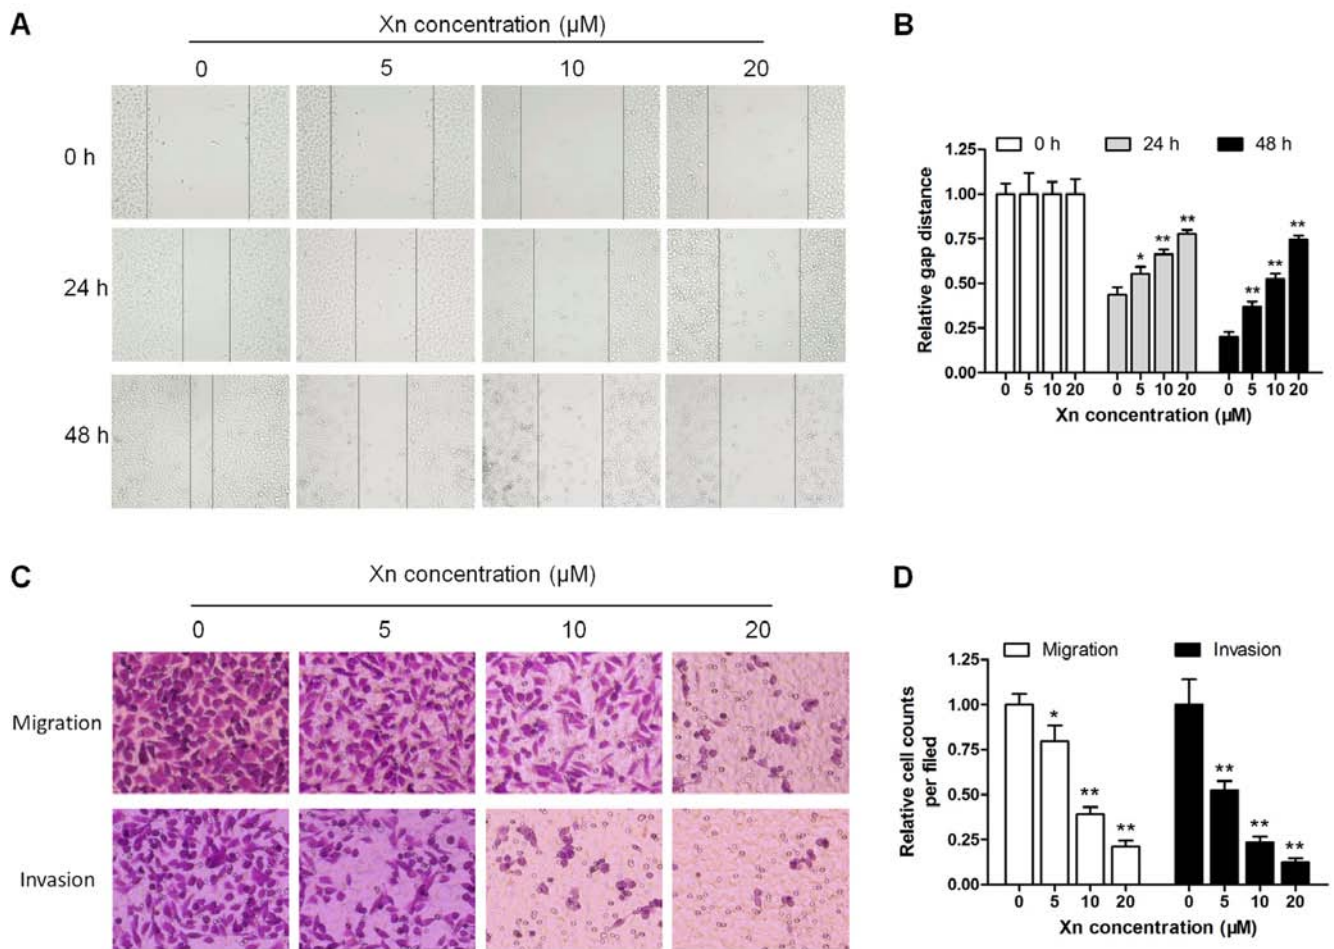 A
Xn concentration (µM)
0 5 10 20
0 h
24 h
48 h
B
0 h 24 h 48 h
Relative gap distance
1.25
1.00
0.75
0.50
0.25
0.00
* ** **
** ** **
0 5 10 20 0 5 10 20 0 5 10 20
Xn concentration (µM)
C
Xn concentration (µM)
0 5 10 20
Migration
Invasion
D
Migration Invasion
Relative cell counts
per filed
1.25
1.00
0.75
0.50
0.25
0.00
* ** **
** ** **
0 5 10 20 0 5 10 20
Xn concentration (µM)